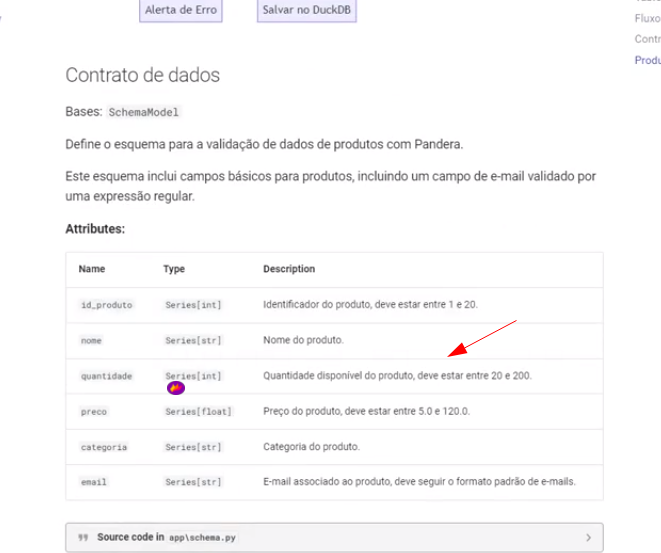 Alerta de Erro
Salvar no DuckDB
Fluxo
Contr
Produ
Contrato de dados
Bases: SchemaModel
Define o esquema para a validação de dados de produtos com Pandera.
Este esquema inclui campos básicos para produtos, incluindo um campo de e-mail validado por
uma expressão regular.
Attributes:
Name Type Description
id_produto Series[int] Identificador do produto, deve estar entre 1 e 20.
nome Series[str] Nome do produto.
quantidade Series[int] Quantidade disponível do produto, deve estar entre 20 e 200.
preco Series[float] Preço do produto, deve estar entre 5.0 e 120.0.
categoria Series[str] Categoria do produto.
email Series[str] E-mail associado ao produto, deve seguir o formato padrão de e-mails.
Source code in app\schema.py